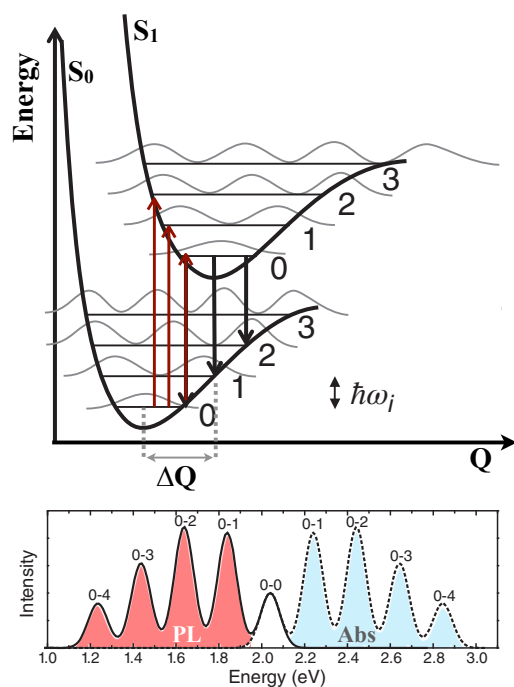 Energy
S₀
S₁
3
2
1
0
3
2
1
0
ħωᵢ
Q
ΔQ
Intensity
0-4
0-3
0-2
0-1
0-0
0-1
0-2
0-3
0-4
PL
Abs
1.0 1.2 1.4 1.6 1.8 2.0 2.2 2.4 2.6 2.8 3.0
Energy (eV)